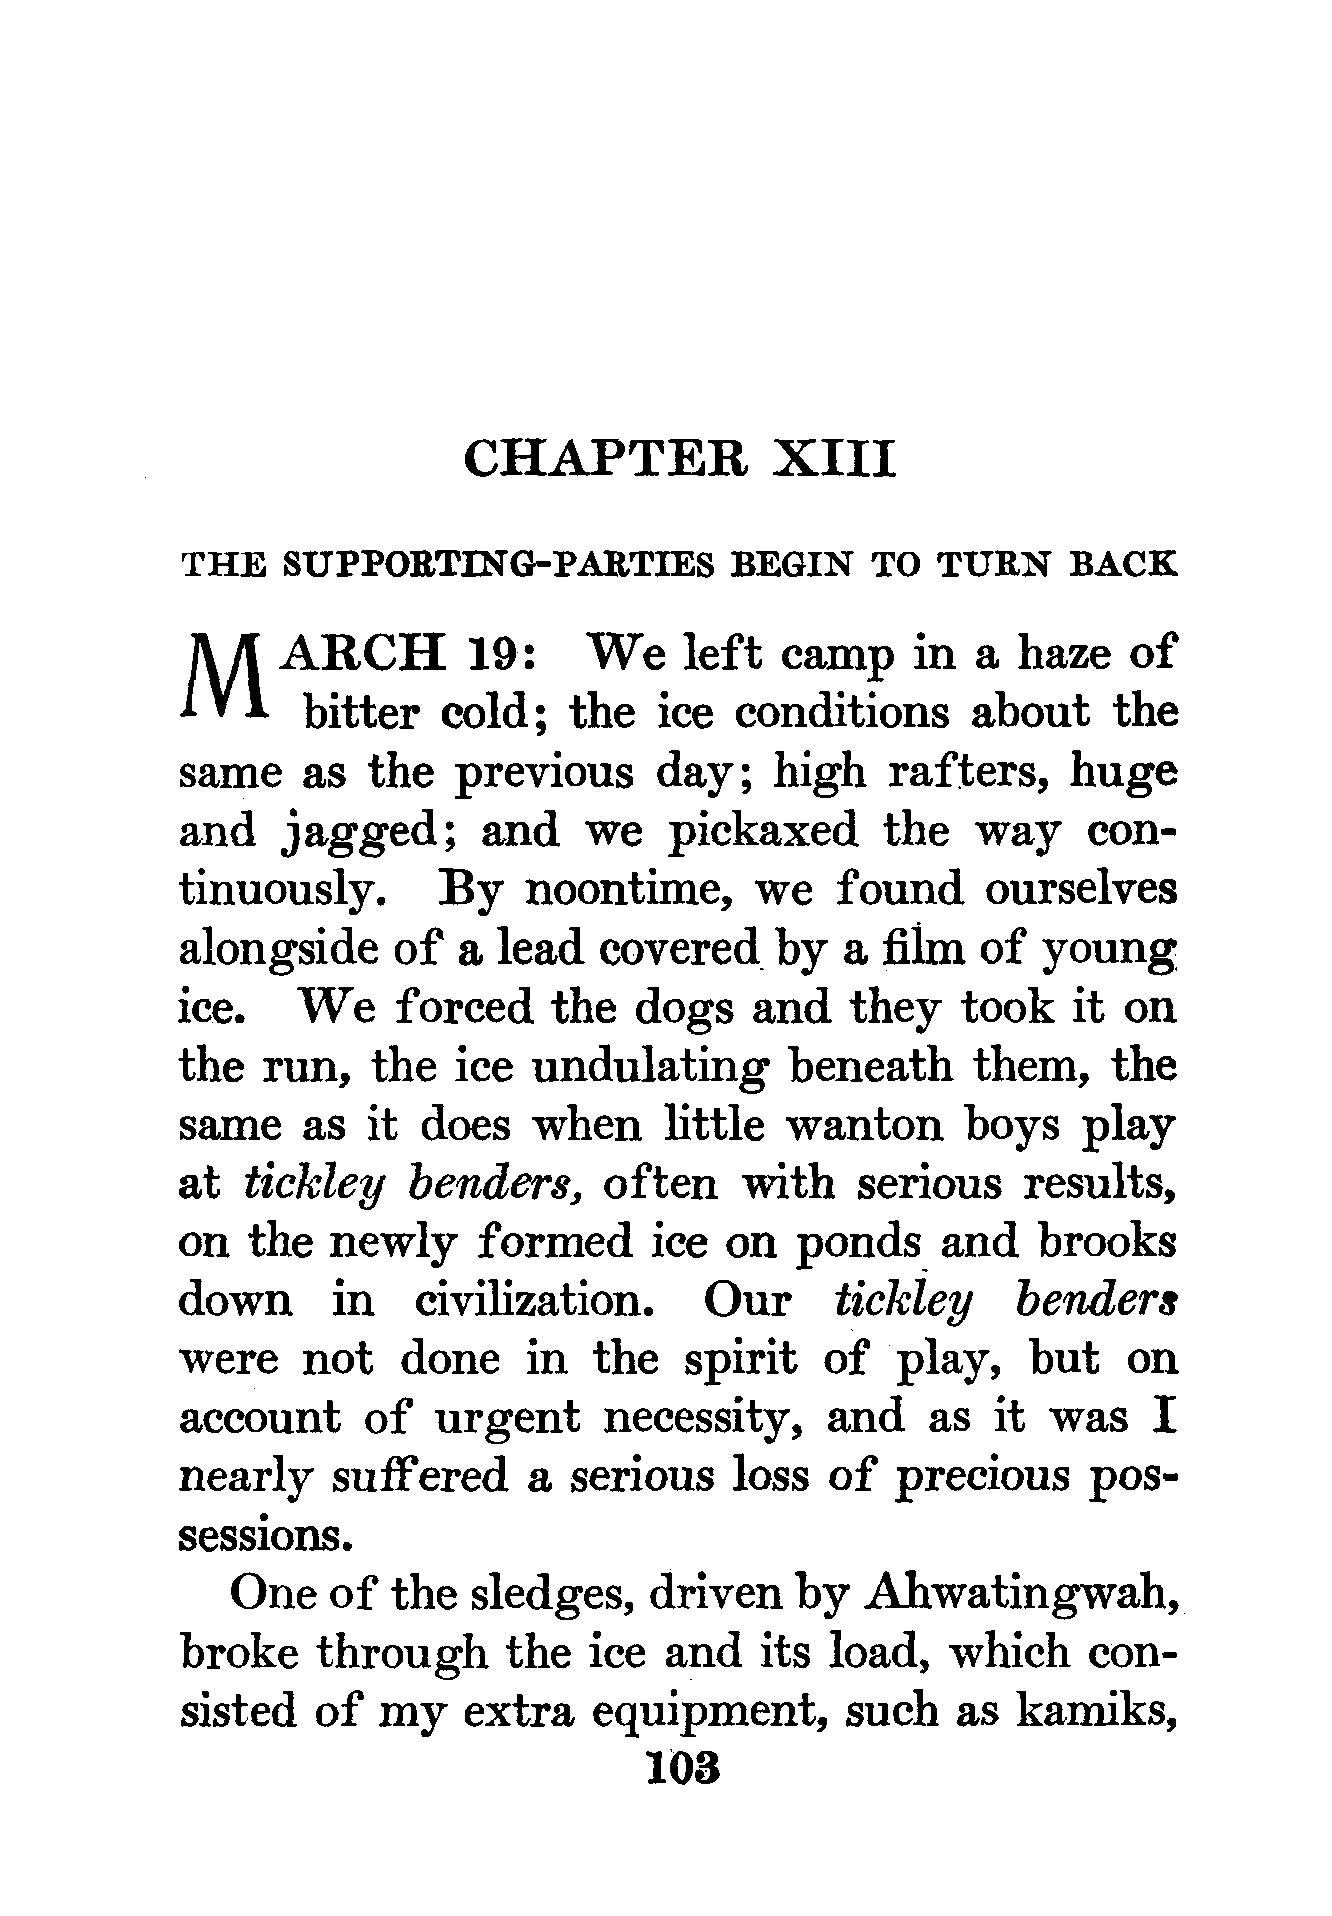 CHAPTER XIII
THE SUPPORTING-PARTIES BEGIN TO TURN BACK
MARCH 19: We left camp in a haze of
bitter cold; the ice conditions about the
same as the previous day; high rafters, huge
and jagged; and we pickaxed the way con-
tinuously. By noontime, we found ourselves
alongside of a lead covered by a film of young
ice. We forced the dogs and they took it on
the run, the ice undulating beneath them, the
same as it does when little wanton boys play
at tickley benders, often with serious results,
on the newly formed ice on ponds and brooks
down in civilization. Our tickley benders
were not done in the spirit of play, but on
account of urgent necessity, and as it was I
nearly suffered a serious loss of precious pos-
sessions.
One of the sledges, driven by Ahwatingwah,
broke through the ice and its load, which con-
sisted of my extra equipment, such as kamiks,
103